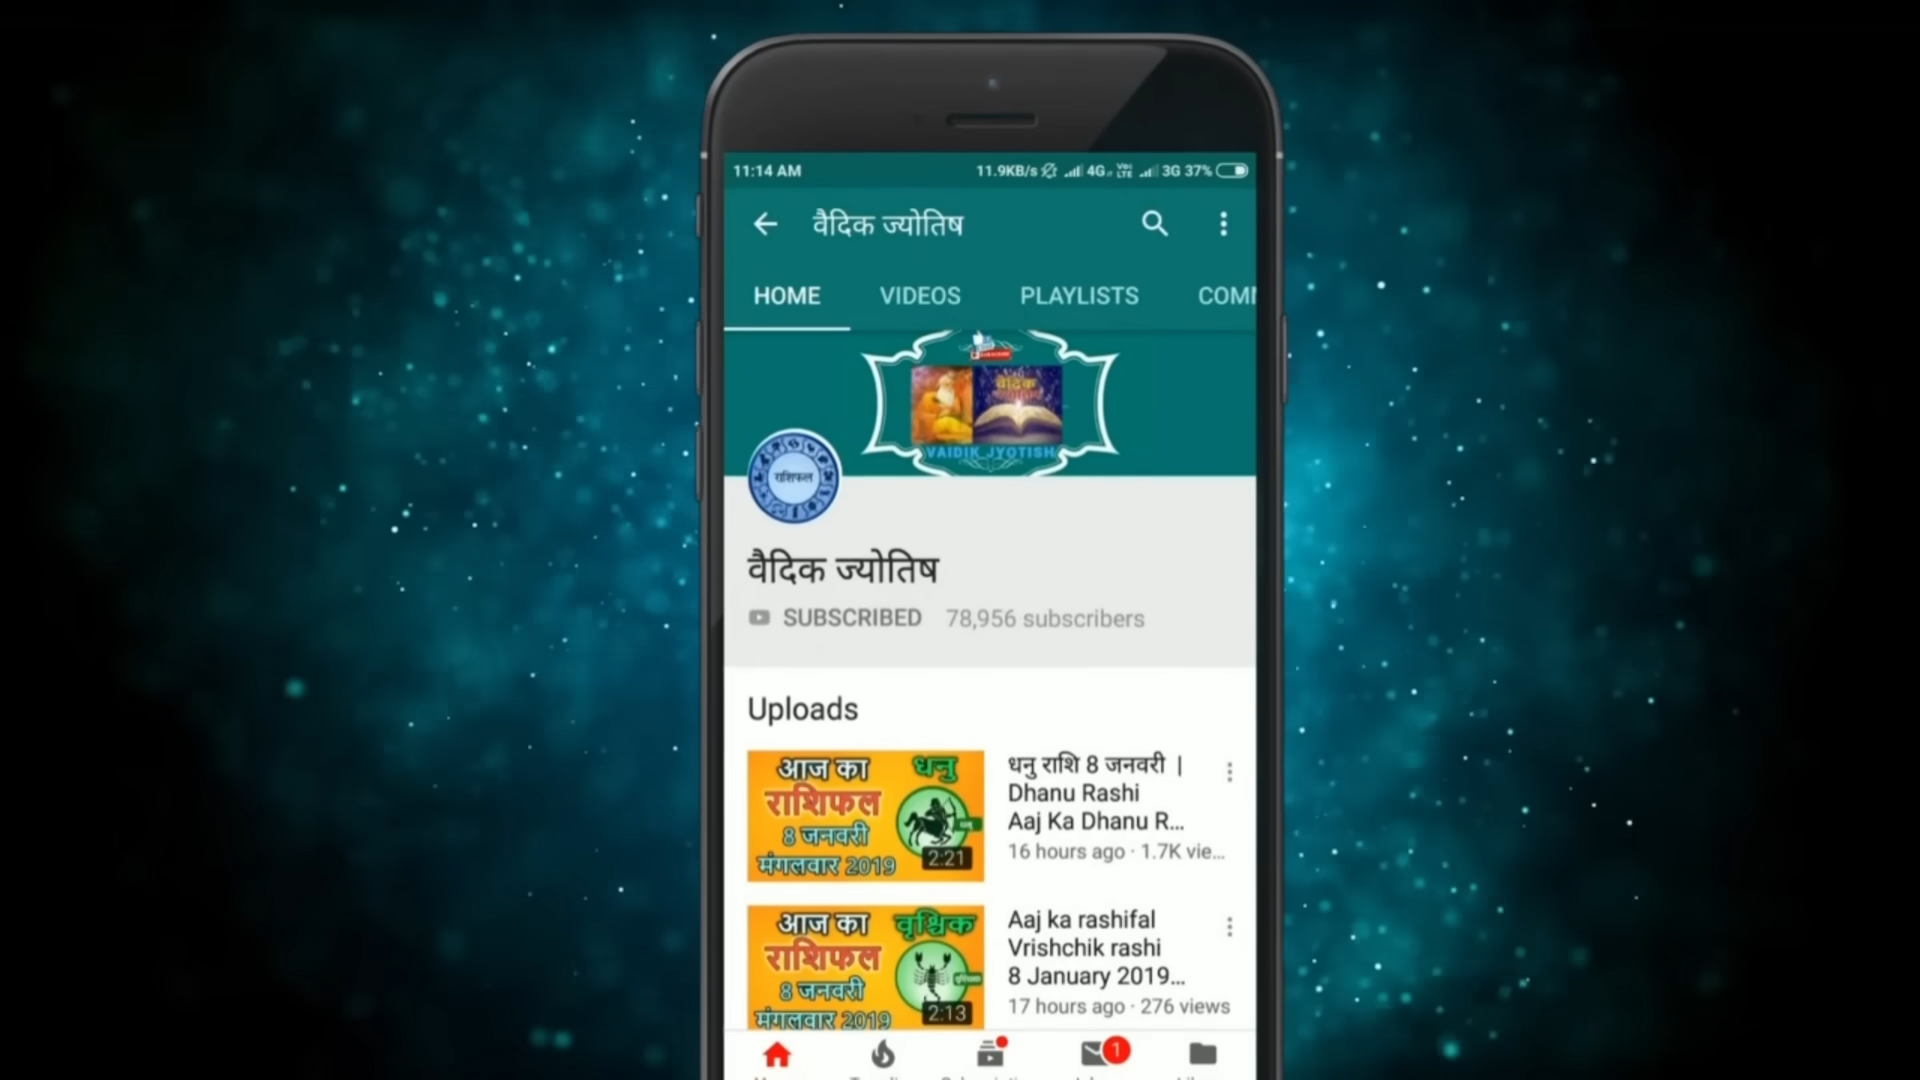 11:14 AM 11.9KB/s 4G VoLTE 3G 37%
वैदिक ज्योतिष
HOME VIDEOS PLAYLISTS COMM
वैदिक
VAIDIK JYOTISH
राशिफल
वैदिक ज्योतिष
SUBSCRIBED 78,956 subscribers
Uploads
आज का धनु
राशिफल
8 जनवरी
मंगलवार 2019
2:21
धनु राशि 8 जनवरी |
Dhanu Rashi
Aaj Ka Dhanu R...
16 hours ago · 1.7K vie...
आज का वृश्चिक
राशिफल
8 जनवरी
मंगलवार 2019
2:13
Aaj ka rashifal
Vrishchik rashi
8 January 2019...
17 hours ago · 276 views
1